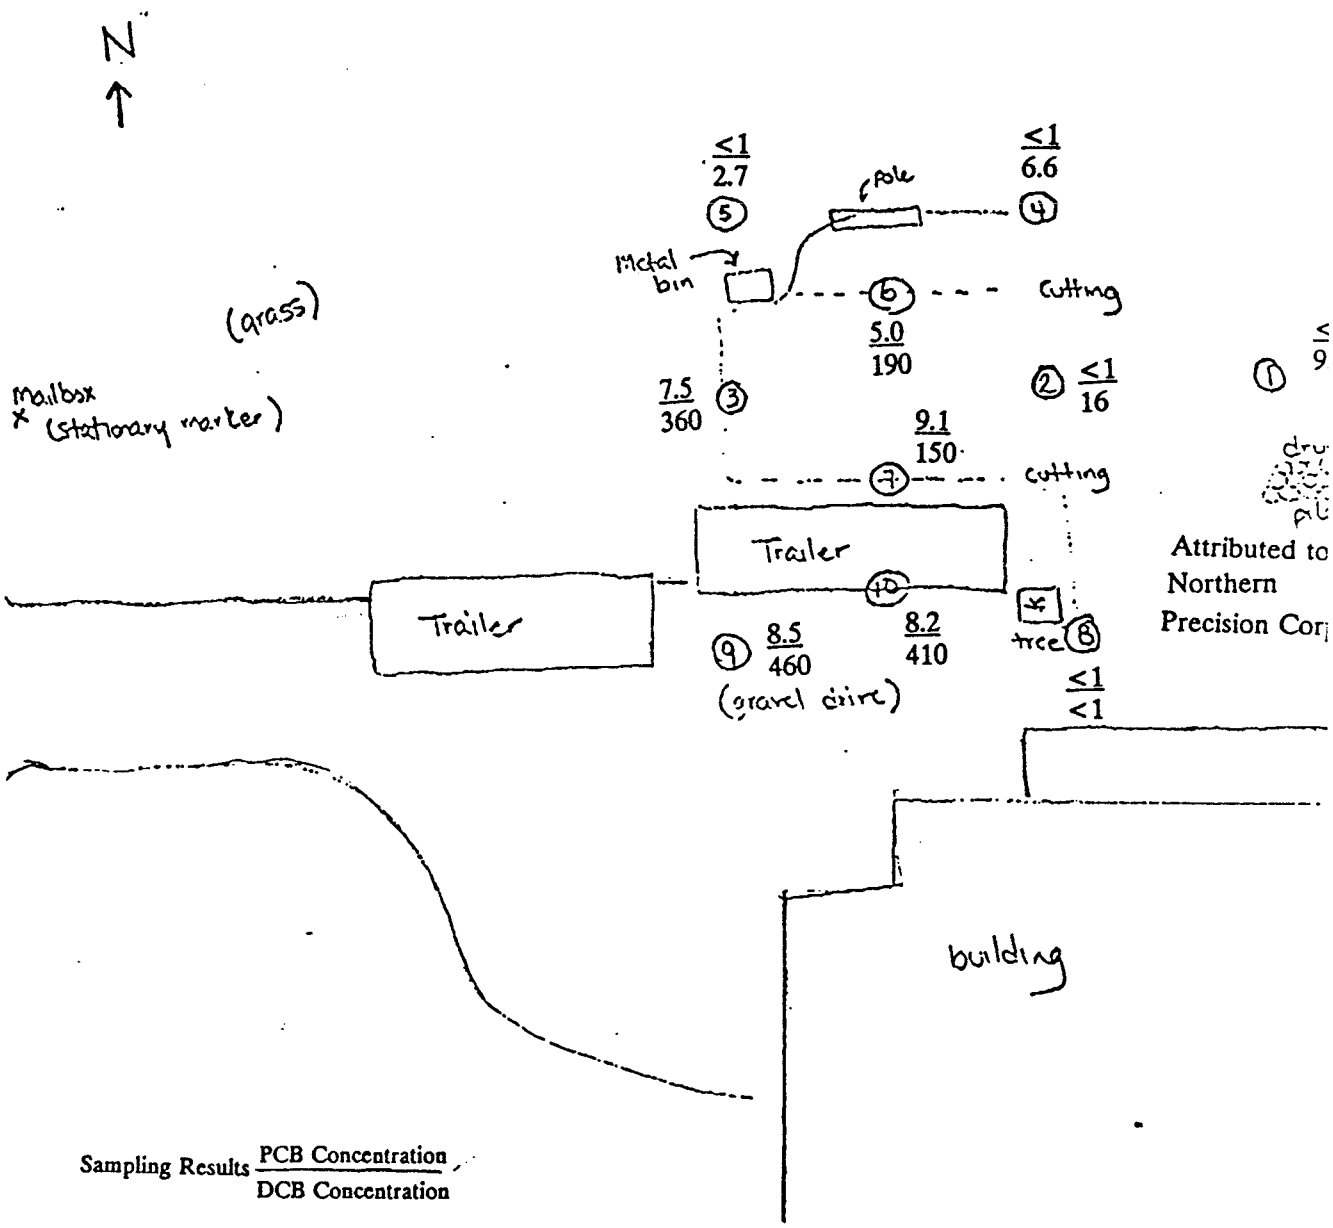 N
<1
2.7
<1
6.6
pole
5
4
Metal
bin
6
cutting
(grass)
5.0
190
<
9
mailbox
x (stationary marker)
7.5
360
3
2
<1
16
1
9.1
150
7
cutting
Trailer
Attributed to
Northern
Precision Corp
10
Trailer
9
8.5
460
8.2
410
tree
8
(gravel drive)
<1
<1
building
Sampling Results
PCB Concentration
DCB Concentration